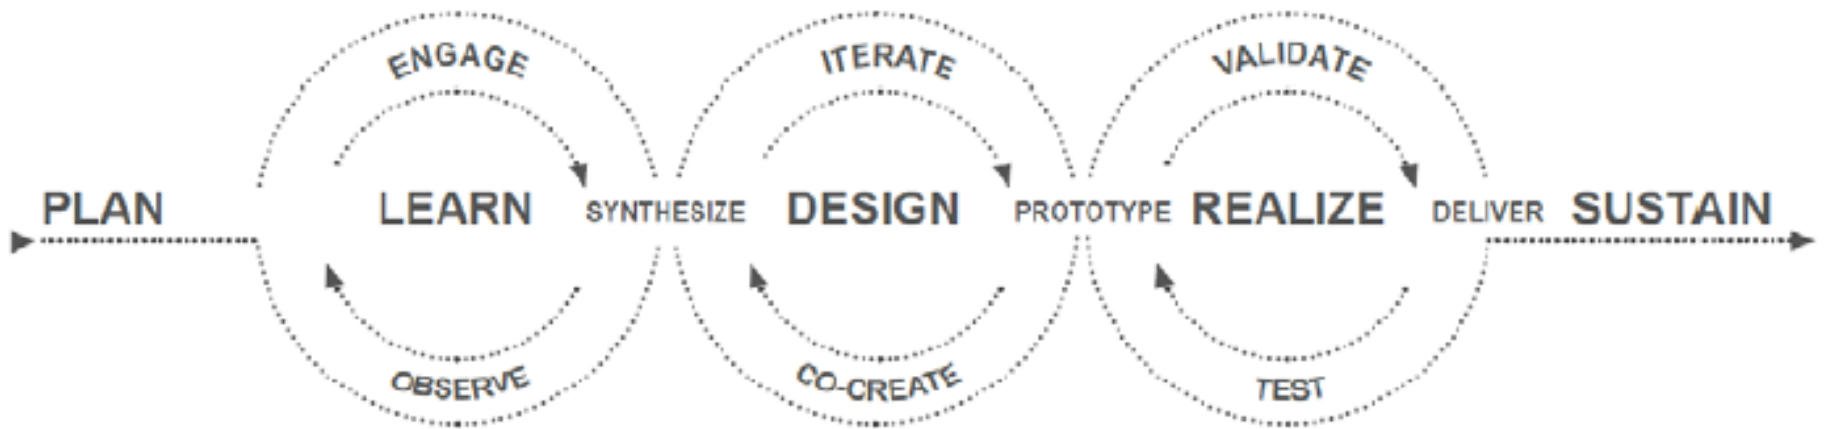 ENGAGE ITERATE VALIDATE
PLAN LEARN SYNTHESIZE DESIGN PROTOTYPE REALIZE DELIVER SUSTAIN
OBSERVE CO-CREATE TEST